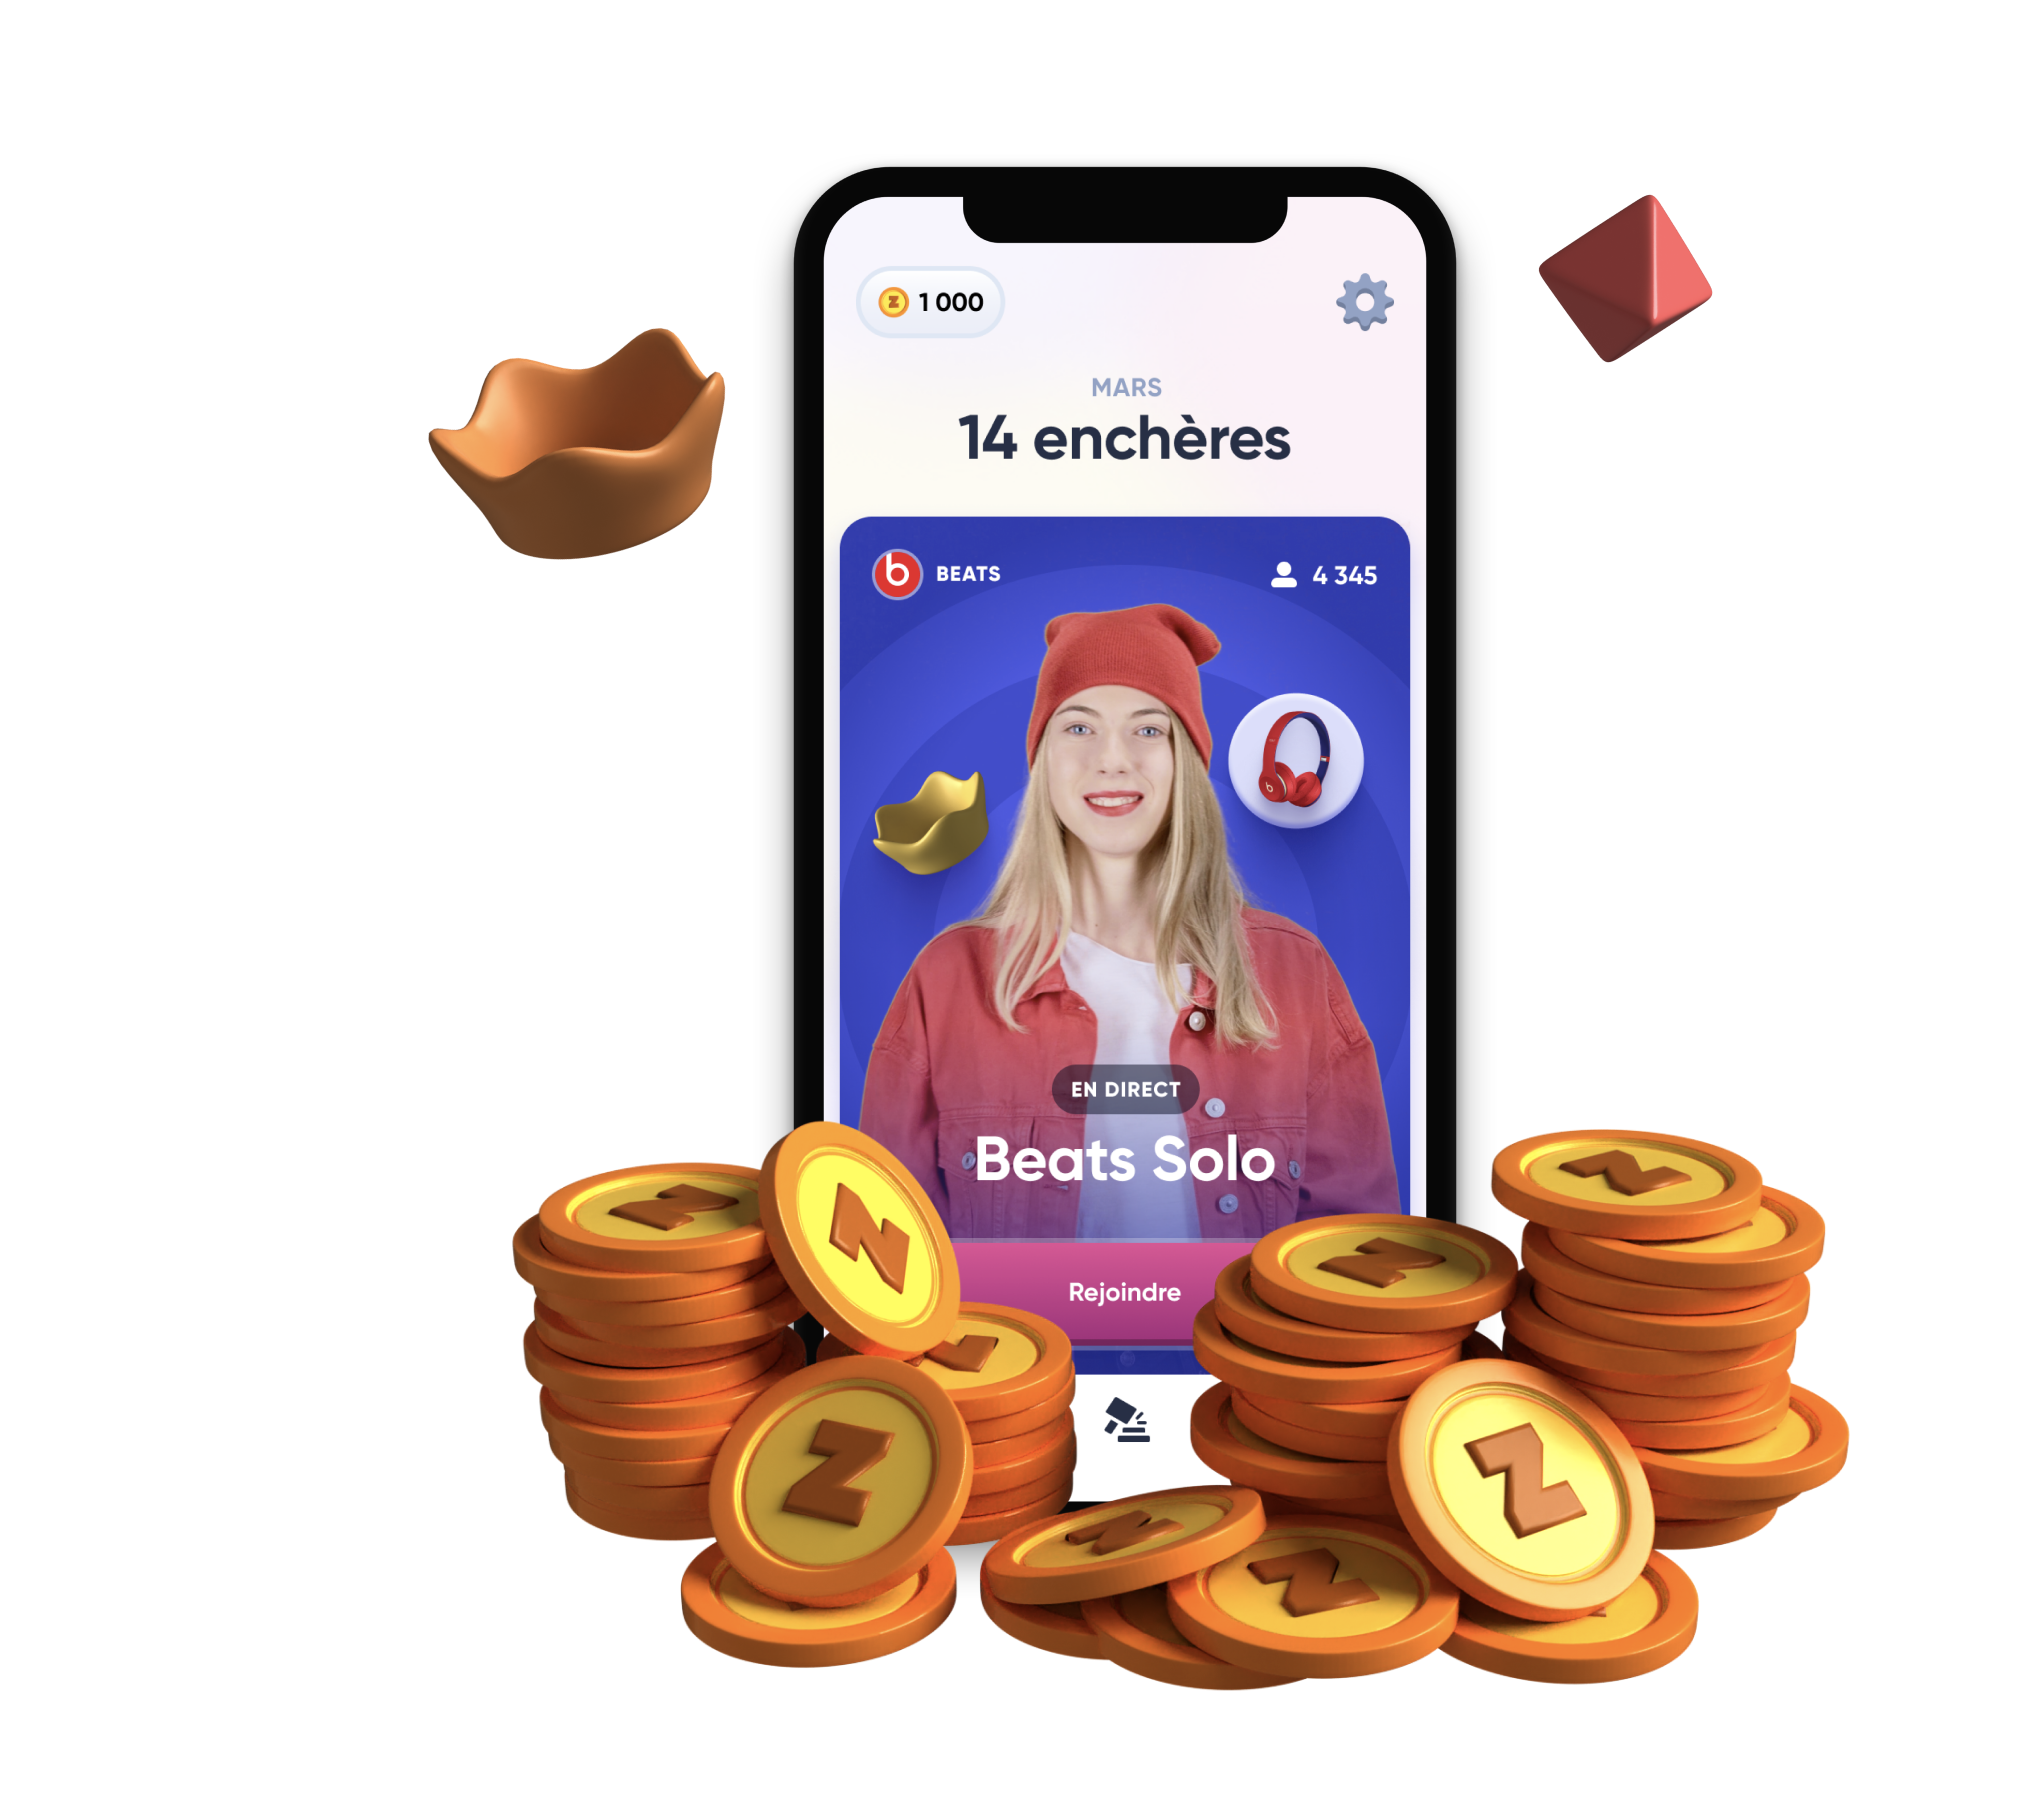 1 000
MARS
14 enchères
b BEATS
4 345
EN DIRECT
Beats Solo
Rejoindre
Z
Z
Z
Z
Z
Z
Z
Z